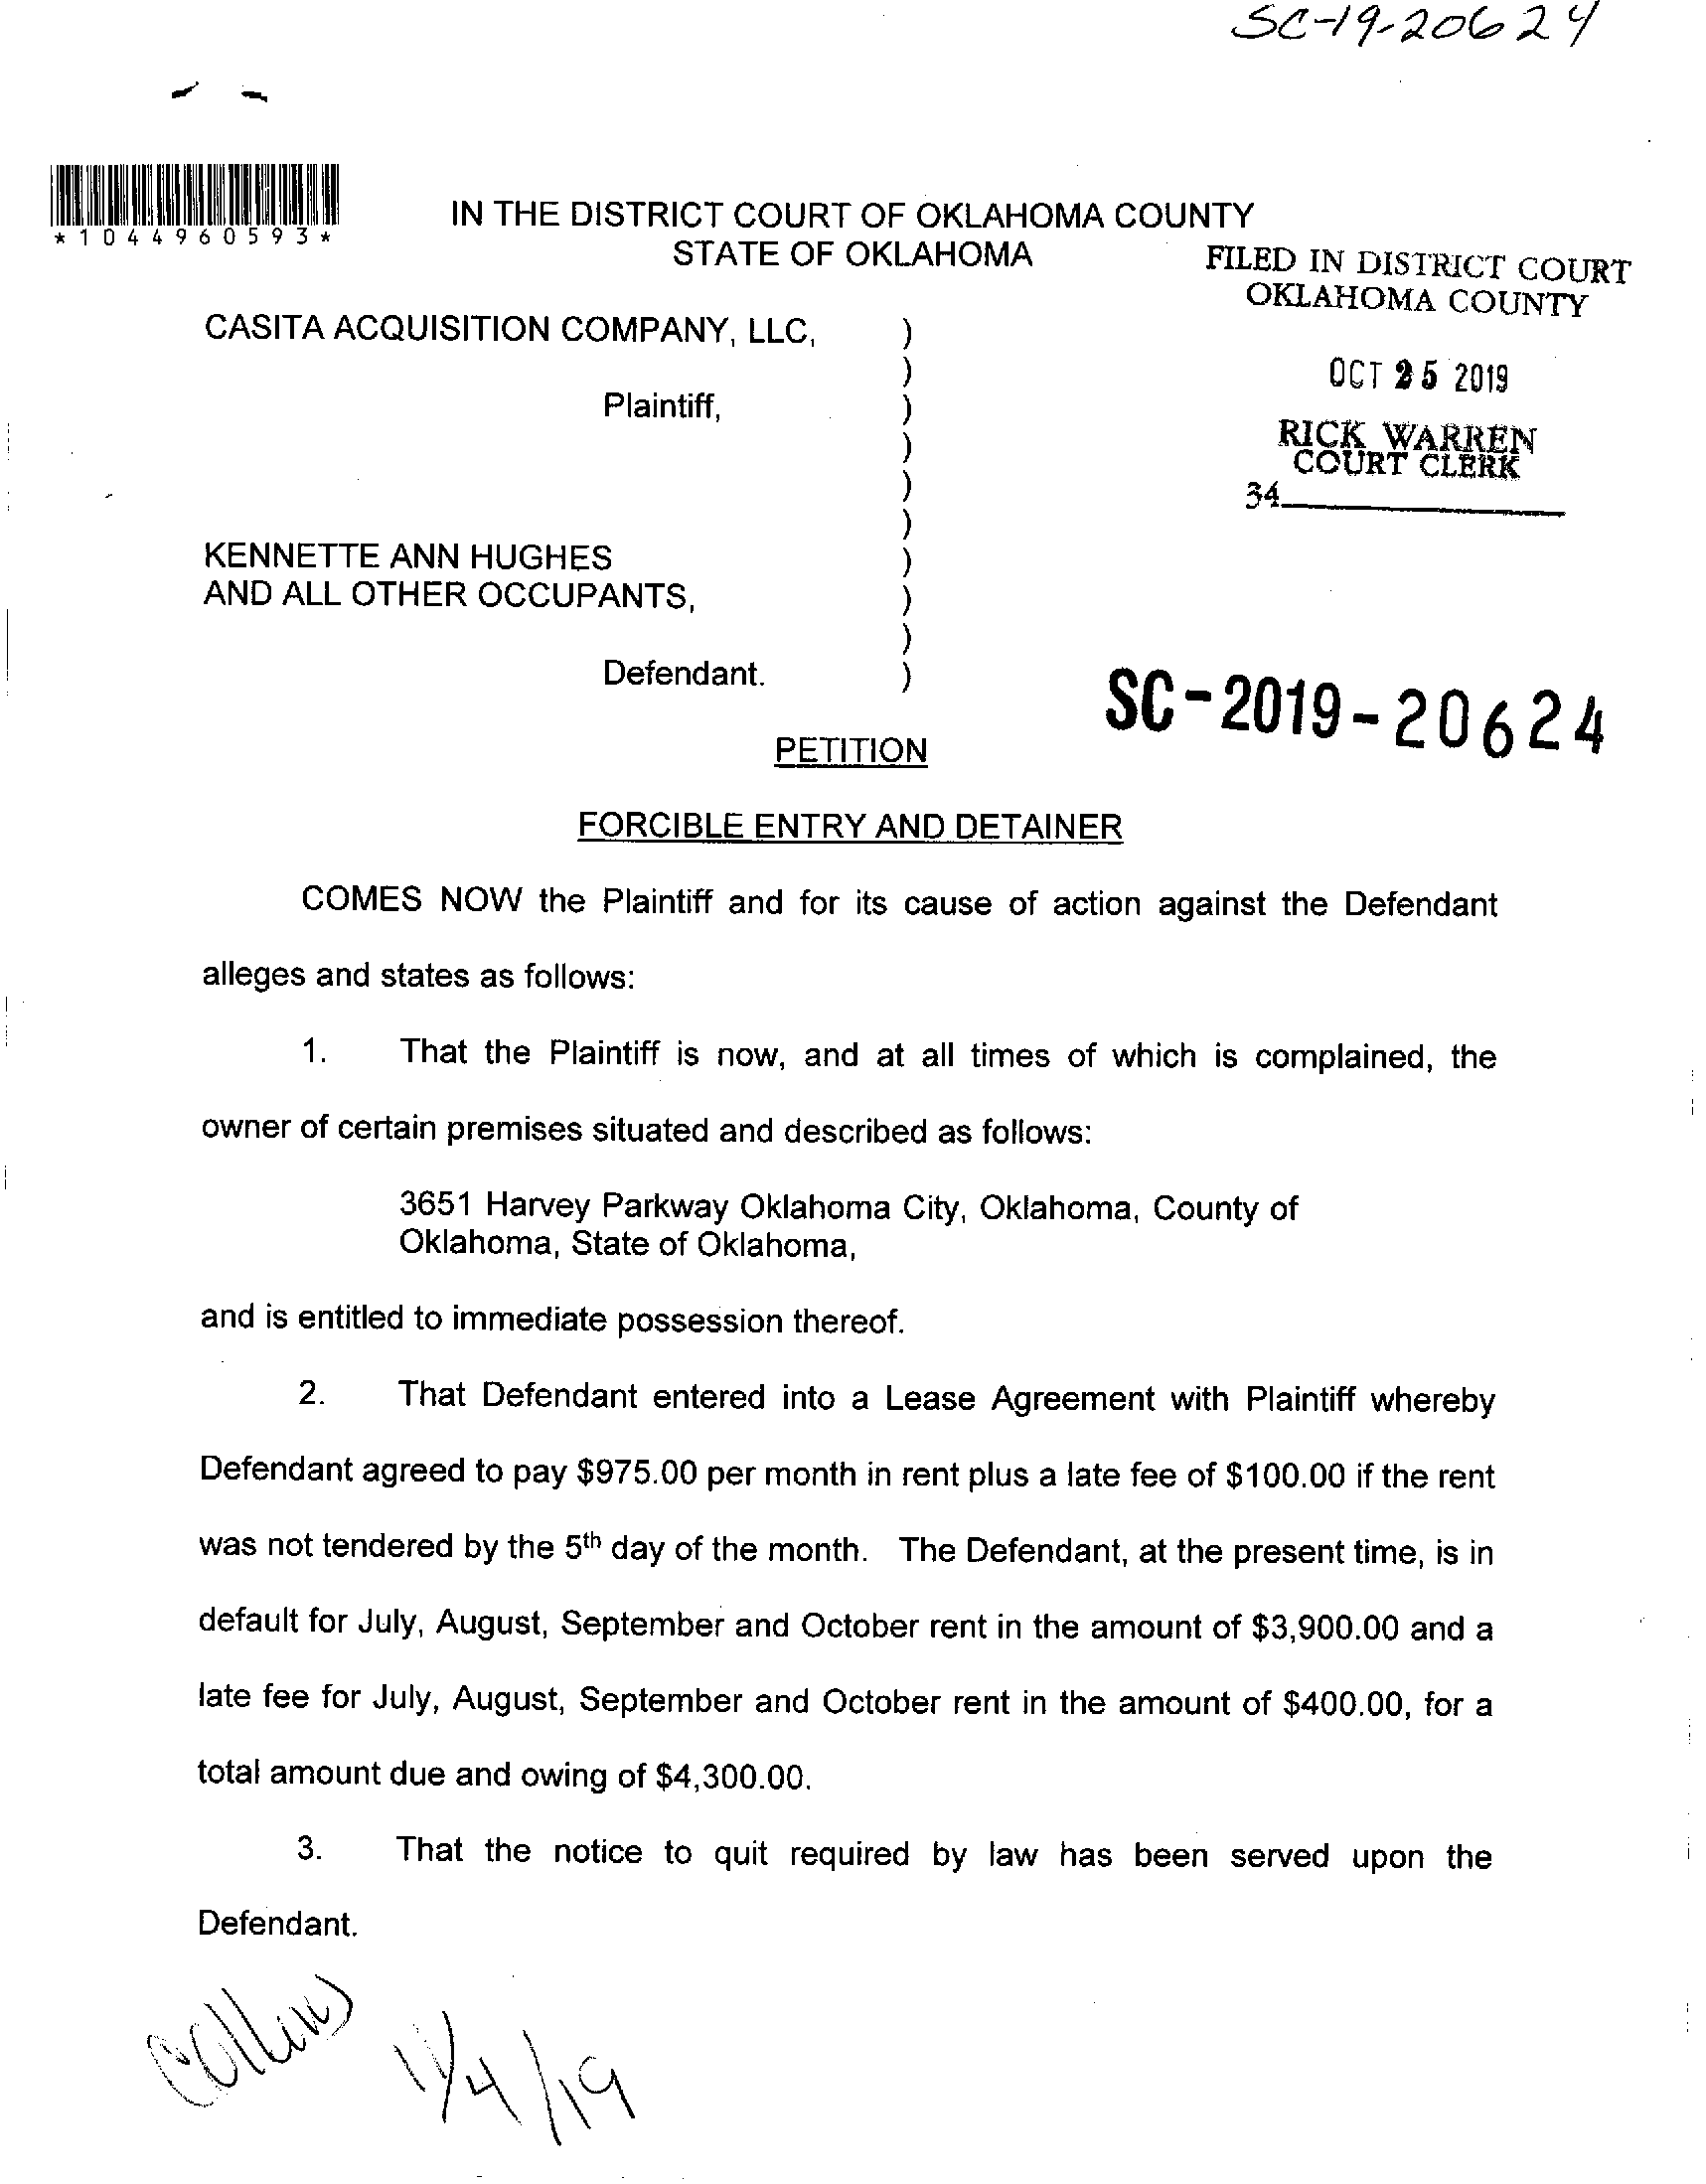 SC-19-20624
*1044960593*
IN THE DISTRICT COURT OF OKLAHOMA COUNTY
STATE OF OKLAHOMA
FILED IN DISTRICT COURT
OKLAHOMA COUNTY
CASITA ACQUISITION COMPANY, LLC, )
)
OCT 25 2019
Plaintiff, )
)
RICK WARREN
COURT CLERK
)
34
)
KENNETTE ANN HUGHES )
AND ALL OTHER OCCUPANTS, )
)
Defendant. )
SC-2019-20624
PETITION
FORCIBLE ENTRY AND DETAINER
COMES NOW the Plaintiff and for its cause of action against the Defendant
alleges and states as follows:
1. That the Plaintiff is now, and at all times of which is complained, the
owner of certain premises situated and described as follows:
3651 Harvey Parkway Oklahoma City, Oklahoma, County of
Oklahoma, State of Oklahoma,
and is entitled to immediate possession thereof.
2. That Defendant entered into a Lease Agreement with Plaintiff whereby
Defendant agreed to pay $975.00 per month in rent plus a late fee of $100.00 if the rent
was not tendered by the 5th day of the month. The Defendant, at the present time, is in
default for July, August, September and October rent in the amount of $3,900.00 and a
late fee for July, August, September and October rent in the amount of $400.00, for a
total amount due and owing of $4,300.00.
3. That the notice to quit required by law has been served upon the
Defendant.
Collins
11/4/19